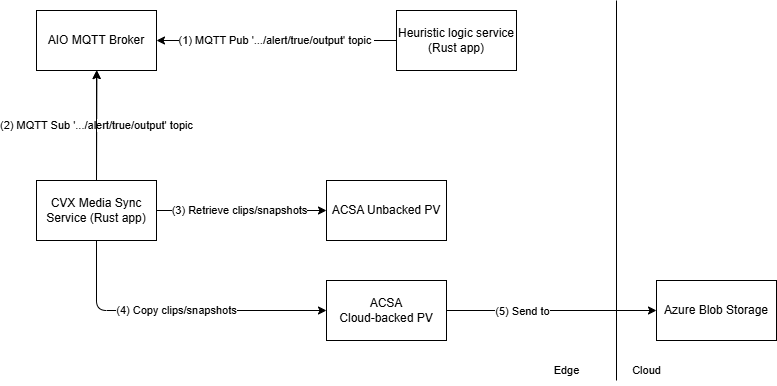 AIO MQTT Broker
(1) MQTT Pub '.../alert/true/output' topic
Heuristic logic service
(Rust app)
(2) MQTT Sub '.../alert/true/output' topic
CVX Media Sync
Service (Rust app)
(3) Retrieve clips/snapshots
ACSA Unbacked PV
(4) Copy clips/snapshots
ACSA
Cloud-backed PV
(5) Send to
Azure Blob Storage
Edge
Cloud